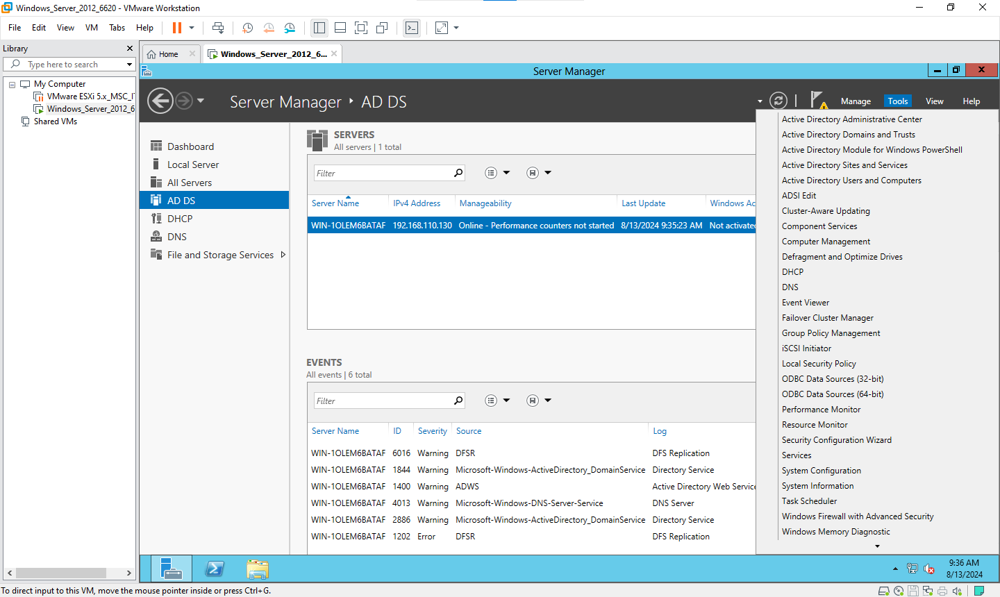 Windows_Server_2012_6620 - VMware Workstation
File Edit View VM Tabs Help
Library
Type here to search
My Computer
VMware ESXi 5.x_MSC_I
Windows_Server_2012_6
Shared VMs
Home
Windows_Server_2012_6...
Server Manager
Server Manager AD DS
Manage Tools View Help
Dashboard
Local Server
All Servers
AD DS
DHCP
DNS
File and Storage Services
SERVERS
All servers | 1 total
Filter
Server Name IPv4 Address Manageability Last Update Windows Ac
WIN-1OLEM6BATAF 192.168.110.130 Online - Performance counters not started 8/13/2024 9:35:23 AM Not activated
EVENTS
All events | 6 total
Filter
Server Name ID Severity Source Log
WIN-1OLEM6BATAF 6016 Warning DFSR DFS Replication
WIN-1OLEM6BATAF 1844 Warning Microsoft-Windows-ActiveDirectory_DomainService Directory Service
WIN-1OLEM6BATAF 1400 Warning ADWS Active Directory Web Service
WIN-1OLEM6BATAF 4013 Warning Microsoft-Windows-DNS-Server-Service DNS Server
WIN-1OLEM6BATAF 2886 Warning Microsoft-Windows-ActiveDirectory_DomainService Directory Service
WIN-1OLEM6BATAF 1202 Error DFSR DFS Replication
Active Directory Administrative Center
Active Directory Domains and Trusts
Active Directory Module for Windows PowerShell
Active Directory Sites and Services
Active Directory Users and Computers
ADSI Edit
Cluster-Aware Updating
Component Services
Computer Management
Defragment and Optimize Drives
DHCP
DNS
Event Viewer
Failover Cluster Manager
Group Policy Management
iSCSI Initiator
Local Security Policy
ODBC Data Sources (32-bit)
ODBC Data Sources (64-bit)
Performance Monitor
Resource Monitor
Security Configuration Wizard
Services
System Configuration
System Information
Task Scheduler
Windows Firewall with Advanced Security
Windows Memory Diagnostic
9:36 AM
8/13/2024
To direct input to this VM, move the mouse pointer inside or press Ctrl+G.